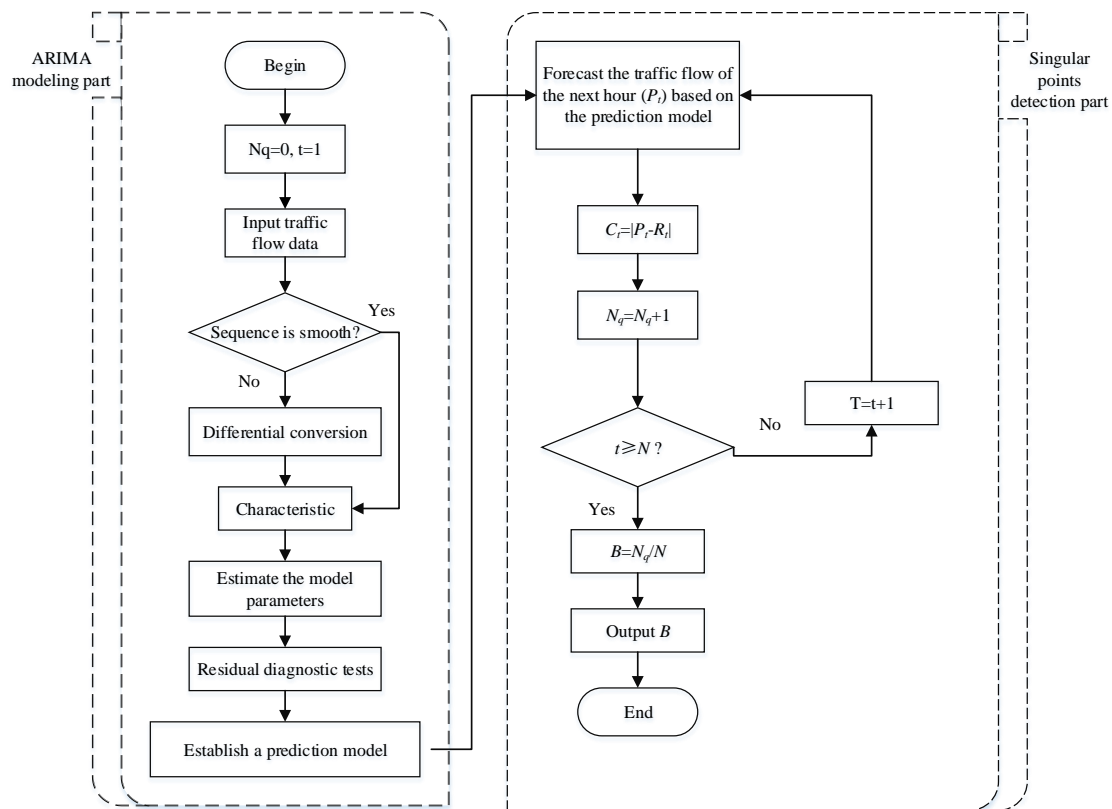 ARIMA
modeling part
Begin
Nq=0, t=1
Input traffic
flow data
Sequence is smooth?
Yes
No
Differential conversion
Characteristic
Estimate the model
parameters
Residual diagnostic tests
Establish a prediction model
Forecast the traffic flow of
the next hour (Pt) based on
the prediction model
Ct=|Pt-Rt|
Nq=Nq+1
t≥N ?
No
T=t+1
Yes
B=Nq/N
Output B
End
Singular
points
detection part